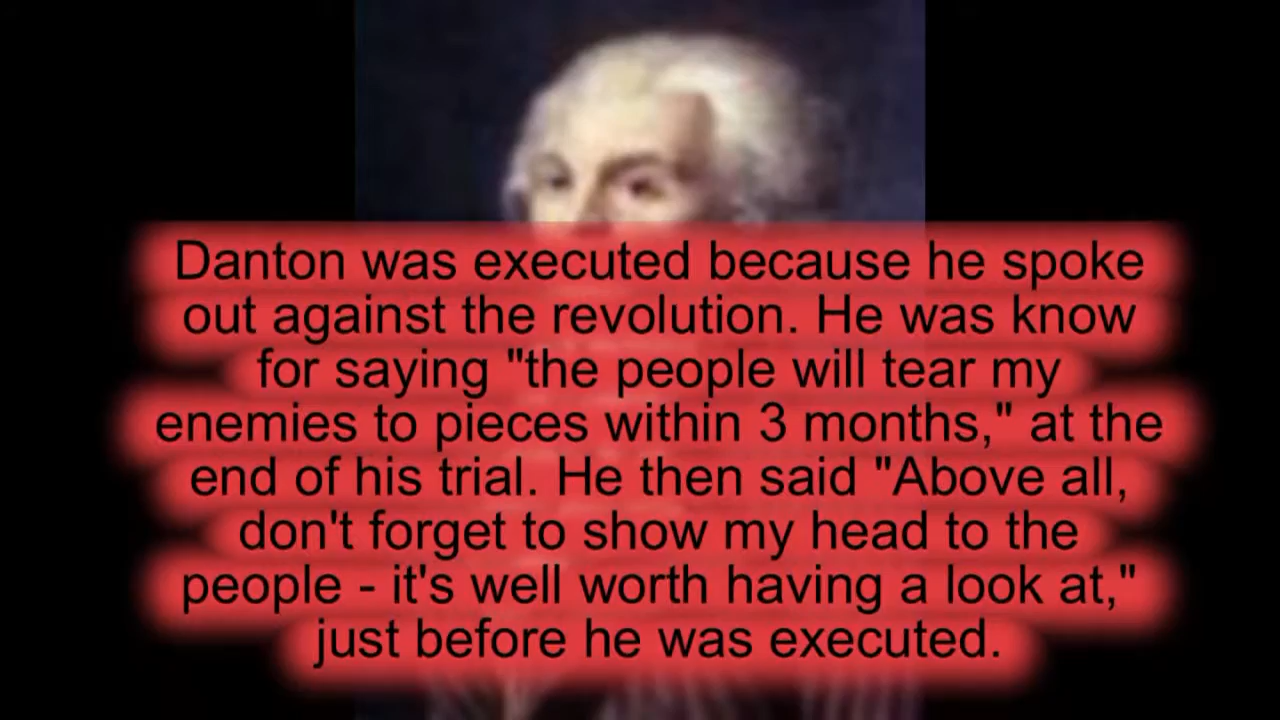 Danton was executed because he spoke
out against the revolution. He was know
for saying "the people will tear my
enemies to pieces within 3 months," at the
end of his trial. He then said "Above all,
don't forget to show my head to the
people - it's well worth having a look at,"
just before he was executed.